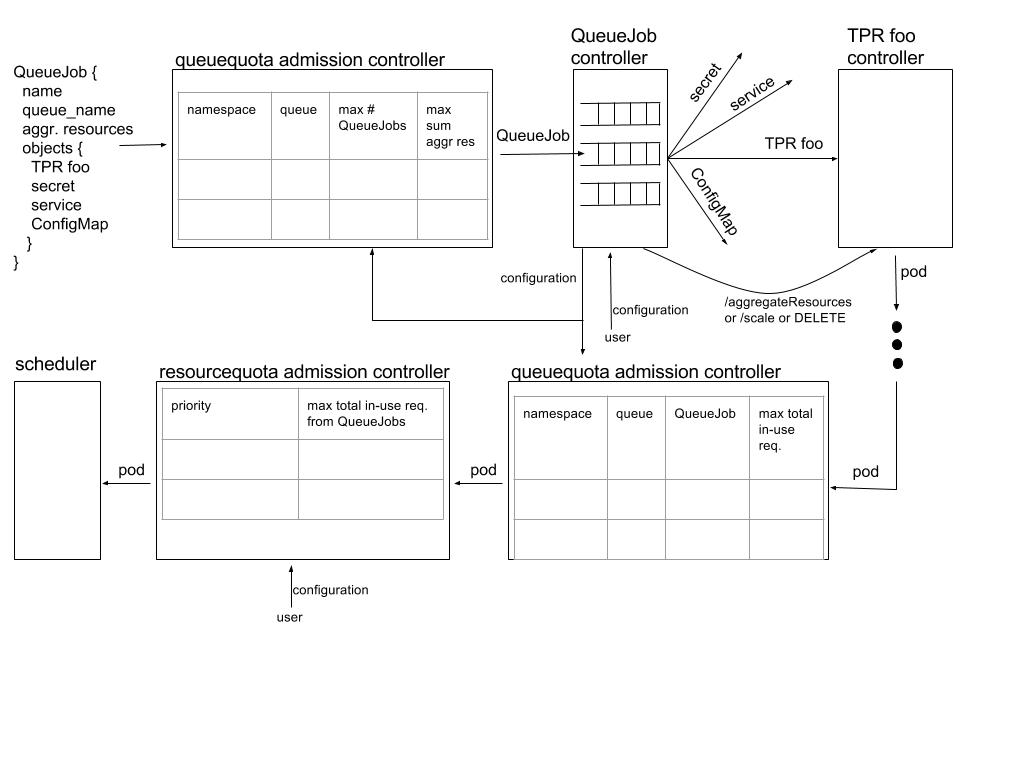 QueueJob {
name
queue_name
aggr. resources
objects {
TPR foo
secret
service
ConfigMap
}
}
queuequota admission controller
namespace
queue
max #
QueueJobs
max
sum
aggr res
QueueJob
QueueJob
controller
secret
service
TPR foo
ConfigMap
TPR foo
controller
configuration
configuration
user
/aggregateResources
or /scale or DELETE
pod
scheduler
pod
resourcequota admission controller
priority
max total in-use req.
from QueueJobs
pod
queuequota admission controller
namespace
queue
QueueJob
max total
in-use
req.
pod
configuration
user